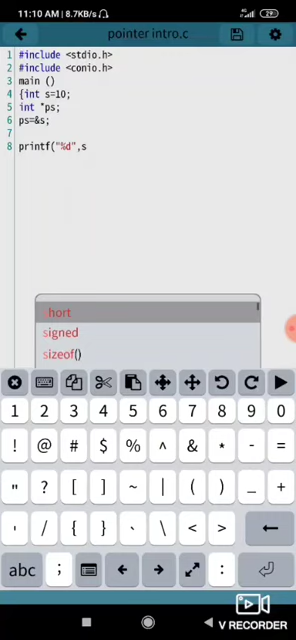 11:10 AM | 8.7KB/s
29
pointer intro.c
1 #include <stdio.h>
2 #include <conio.h>
3 main ()
4 {int s=10;
5 int *ps;
6 ps=&s;
7
8 printf("%d",s
short
signed
sizeof()
1 2 3 4 5 6 7 8 9 0
! @ # $ % ^ & * - =
" ? [ ] ~ | ( ) _ +
' / { } ` \ < >
abc ; :
V RECORDER